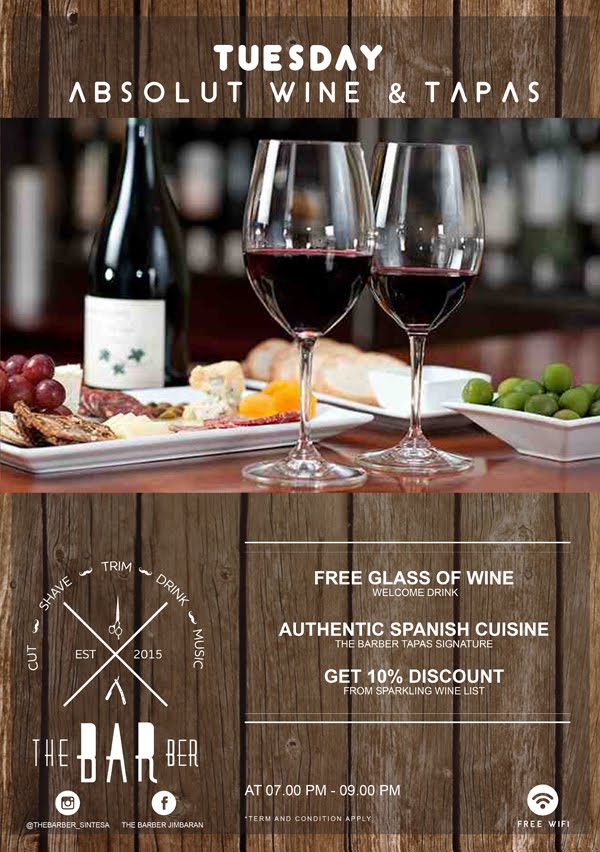 TUESDAY
ABSOLUT WINE & TAPAS
CUT SHAVE TRIM DRINK MUSIC
EST 2015
THE BARBER
@THEBARBER_SINTESA
THE BARBER JIMBARAN
FREE GLASS OF WINE
WELCOME DRINK
AUTHENTIC SPANISH CUISINE
THE BARBER TAPAS SIGNATURE
GET 10% DISCOUNT
FROM SPARKLING WINE LIST
AT 07.00 PM - 09.00 PM
*TERM AND CONDITION APPLY
FREE WIFI